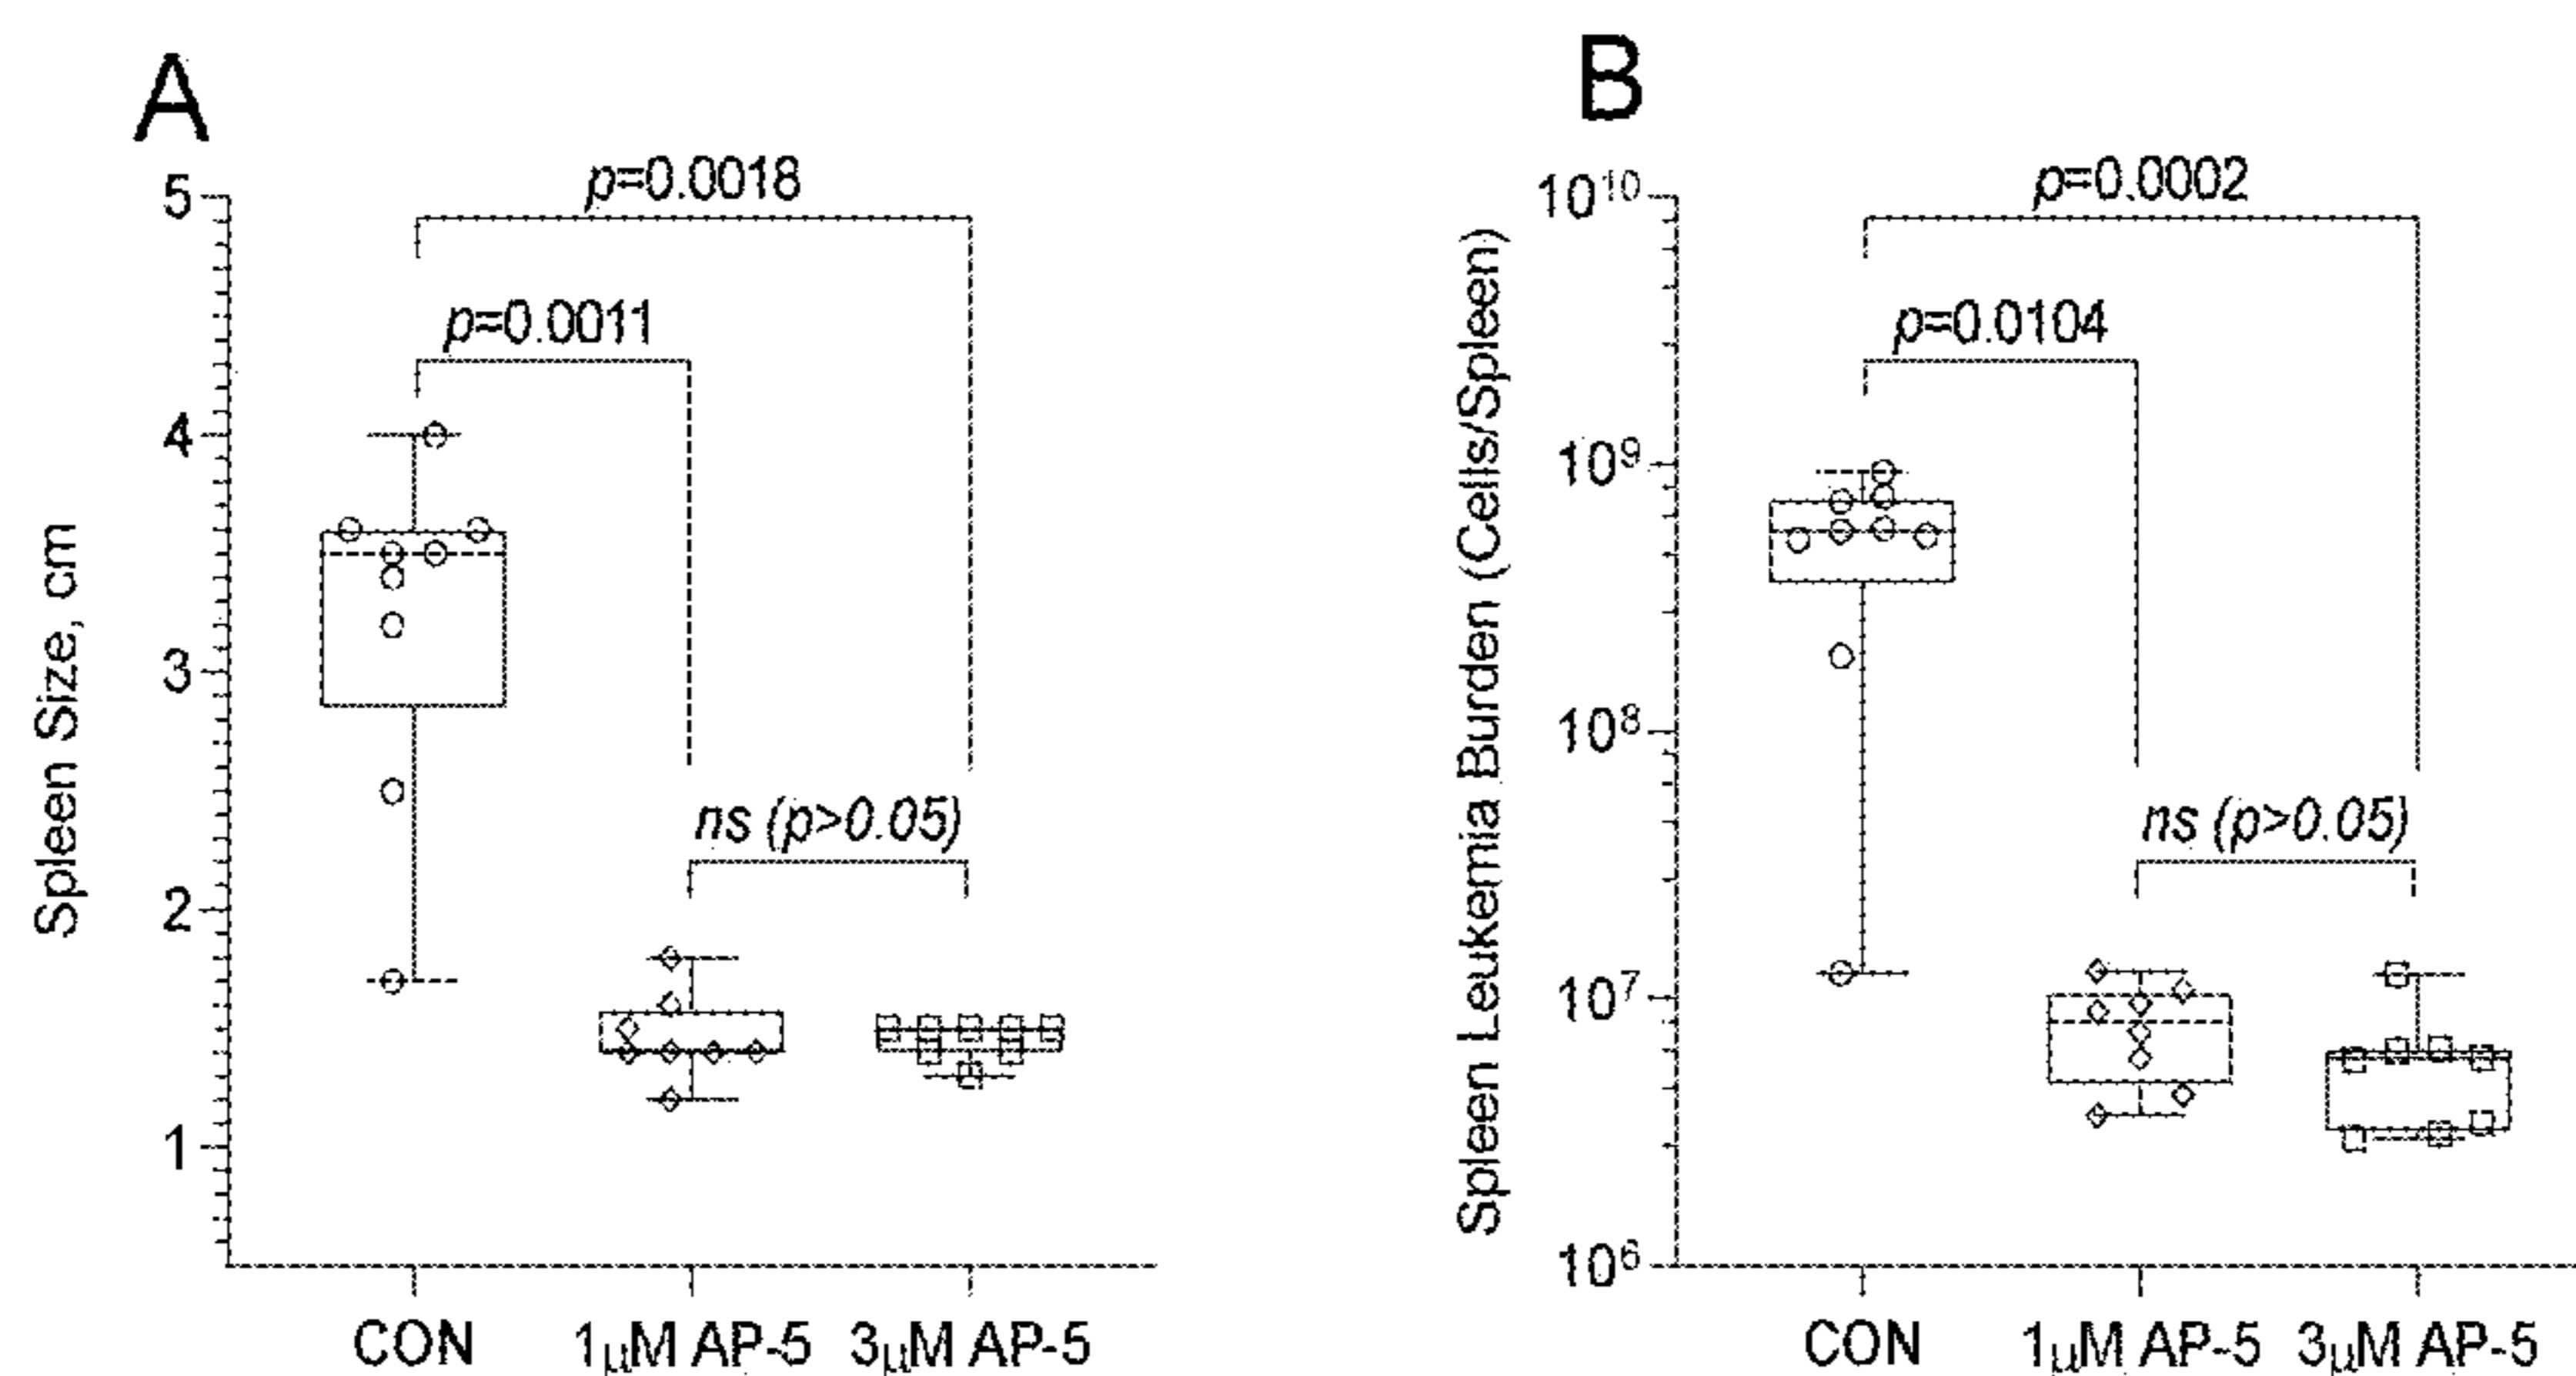 A
Spleen Size, cm
5
4
3
2
1
p=0.0018
p=0.0011
ns (p>0.05)
CON
1µM AP-5
3µM AP-5
B
Spleen Leukemia Burden (Cells/Spleen)
10¹⁰
10⁹
10⁸
10⁷
10⁶
p=0.0002
p=0.0104
ns (p>0.05)
CON
1µM AP-5
3µM AP-5